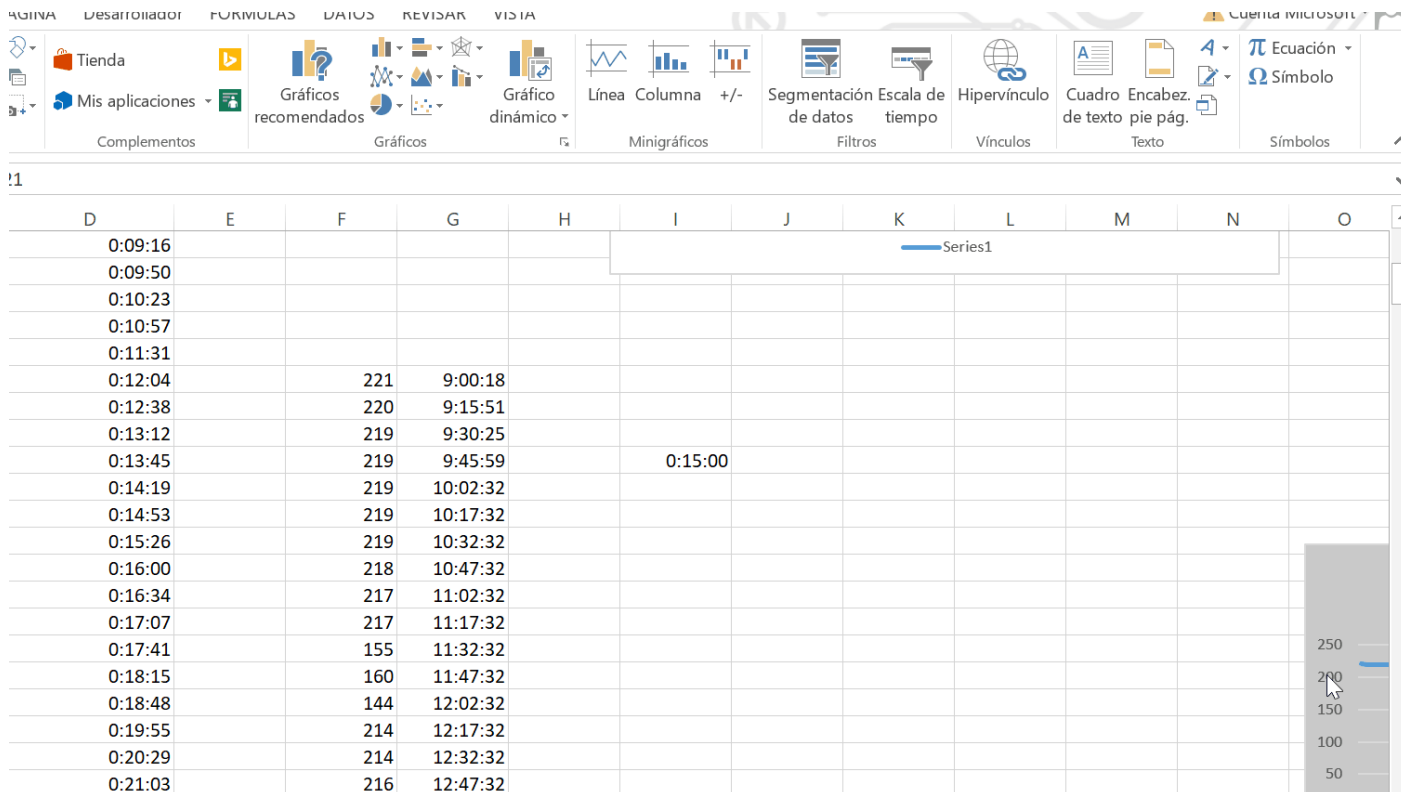 AGINA Desarrollador FORMULAS DATOS REVISAR VISTA Cuenta Microsoft
Tienda
Mis aplicaciones
Complementos
Gráficos
recomendados
Gráfico
dinámico
Gráficos
Línea Columna +/-
Minigráficos
Segmentación Escala de
de datos tiempo
Filtros
Hipervínculo
Vínculos
A
Cuadro Encabez.
de texto pie pág.
A
Texto
π Ecuación
Ω Símbolo
Símbolos
21
D E F G H I J K L M N O
0:09:16 Series1
0:09:50
0:10:23
0:10:57
0:11:31
0:12:04 221 9:00:18
0:12:38 220 9:15:51
0:13:12 219 9:30:25
0:13:45 219 9:45:59 0:15:00
0:14:19 219 10:02:32
0:14:53 219 10:17:32
0:15:26 219 10:32:32
0:16:00 218 10:47:32
0:16:34 217 11:02:32
0:17:07 217 11:17:32
0:17:41 155 11:32:32 250
0:18:15 160 11:47:32 200
0:18:48 144 12:02:32 150
0:19:55 214 12:17:32
0:20:29 214 12:32:32 100
0:21:03 216 12:47:32 50